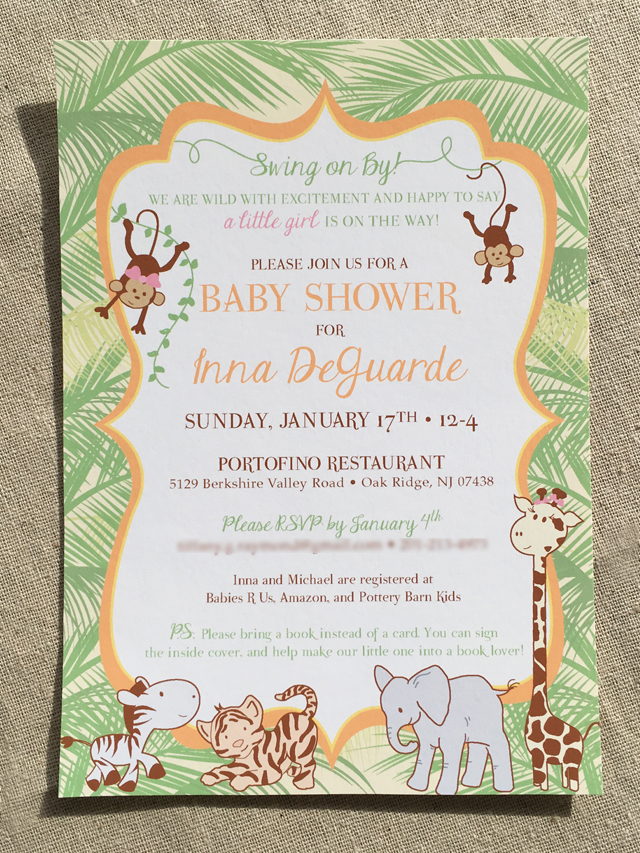 Swing on By!
WE ARE WILD WITH EXCITEMENT AND HAPPY TO SAY
a little girl IS ON THE WAY!
PLEASE JOIN US FOR A
BABY SHOWER
FOR
Inna DeGuarde
SUNDAY, JANUARY 17TH • 12-4
PORTOFINO RESTAURANT
5129 Berkshire Valley Road • Oak Ridge, NJ 07438
Please RSVP by January 4th
Inna and Michael are registered at
Babies R Us, Amazon, and Pottery Barn Kids
PS: Please bring a book instead of a card. You can sign
the inside cover, and help make our little one into a book lover!